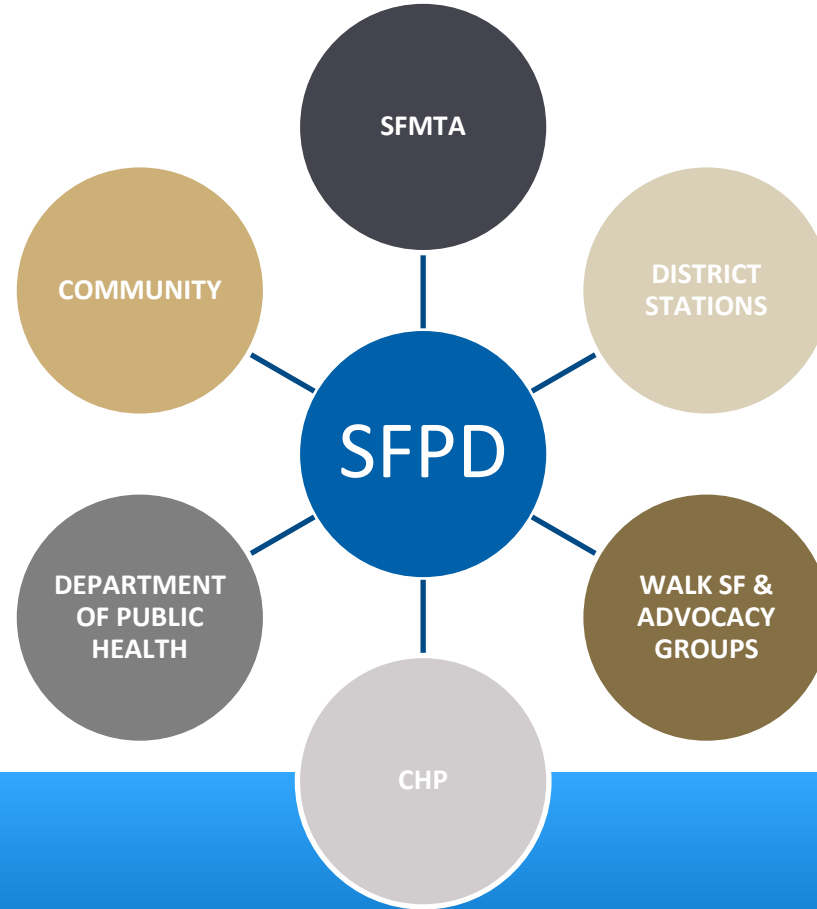 SFMTA
COMMUNITY
DISTRICT
STATIONS
SFPD
DEPARTMENT
OF PUBLIC
HEALTH
WALK SF &
ADVOCACY
GROUPS
CHP